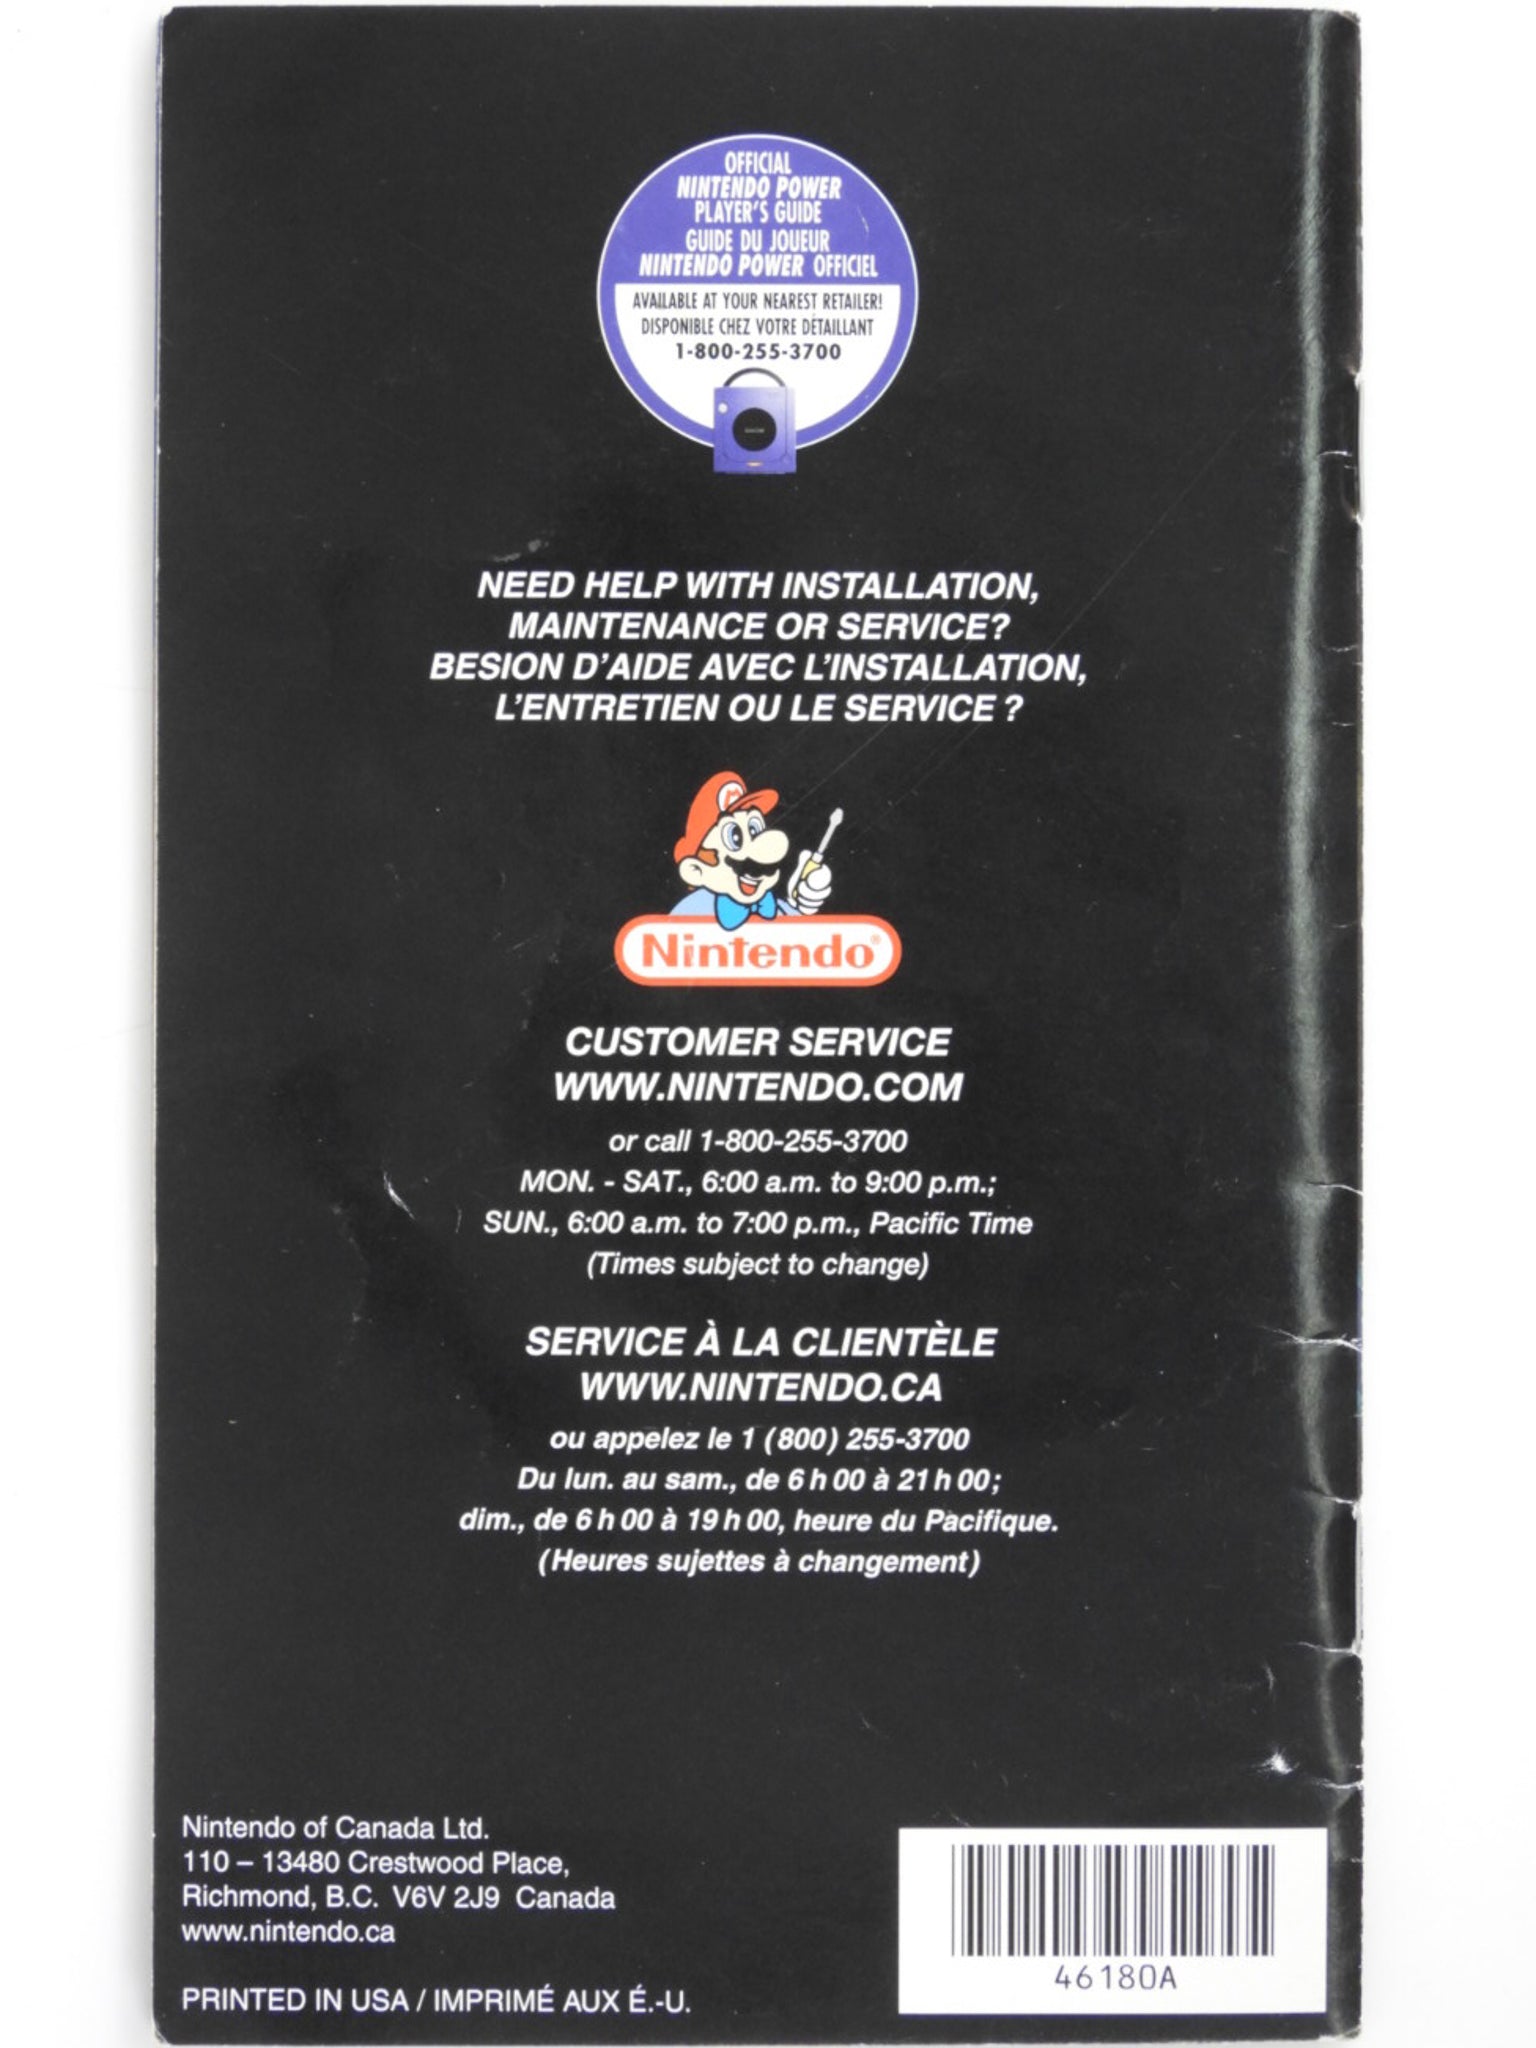 OFFICIAL
NINTENDO POWER
PLAYER'S GUIDE
GUIDE DU JOUEUR
NINTENDO POWER OFFICIEL
AVAILABLE AT YOUR NEAREST RETAILER!
DISPONIBLE CHEZ VOTRE DÉTAILLANT
1-800-255-3700
NEED HELP WITH INSTALLATION,
MAINTENANCE OR SERVICE?
BESION D'AIDE AVEC L'INSTALLATION,
L'ENTRETIEN OU LE SERVICE ?
M
Nintendo®
CUSTOMER SERVICE
WWW.NINTENDO.COM
or call 1-800-255-3700
MON. - SAT., 6:00 a.m. to 9:00 p.m.;
SUN., 6:00 a.m. to 7:00 p.m., Pacific Time
(Times subject to change)
SERVICE À LA CLIENTÈLE
WWW.NINTENDO.CA
ou appelez le 1 (800) 255-3700
Du lun. au sam., de 6 h 00 à 21 h 00;
dim., de 6 h 00 à 19 h 00, heure du Pacifique.
(Heures sujettes à changement)
Nintendo of Canada Ltd.
110 – 13480 Crestwood Place,
Richmond, B.C. V6V 2J9 Canada
www.nintendo.ca
PRINTED IN USA / IMPRIMÉ AUX É.-U.
46180A